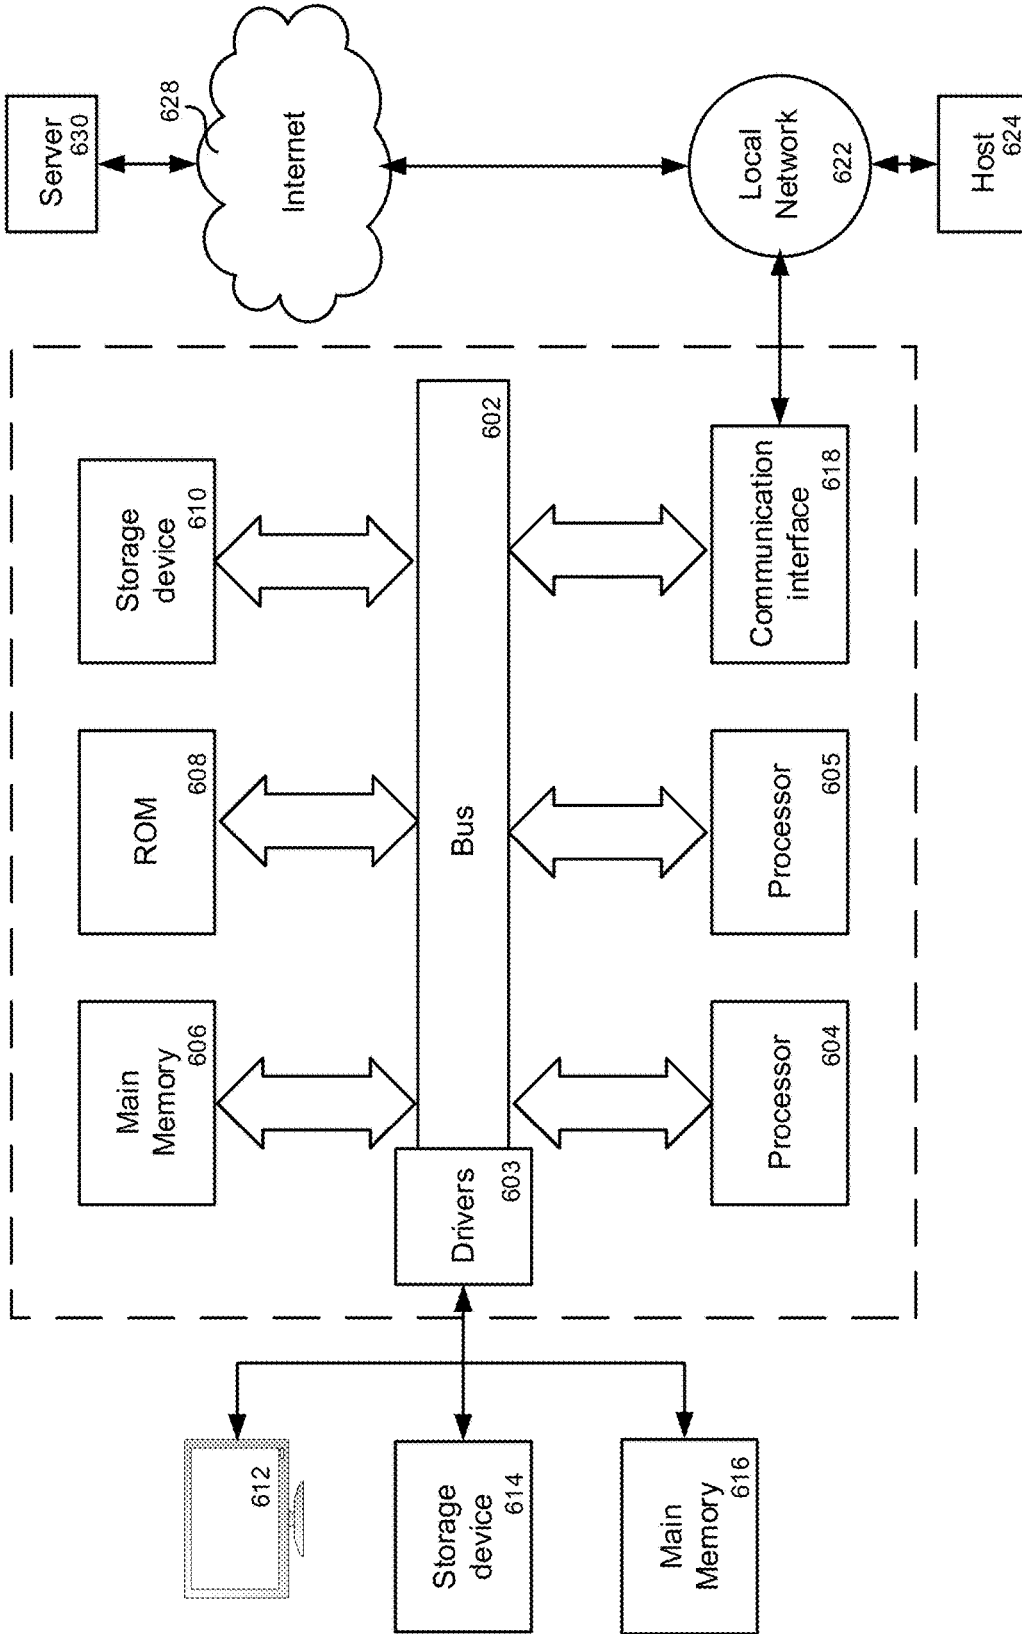 Main
Memory
606
ROM
608
Storage
device
610
Server
630
628
Internet
612
Storage
device
614
Main
Memory
616
Drivers
603
Bus
602
Processor
604
Processor
605
Communication
interface
618
Local
Network
622
Host
624